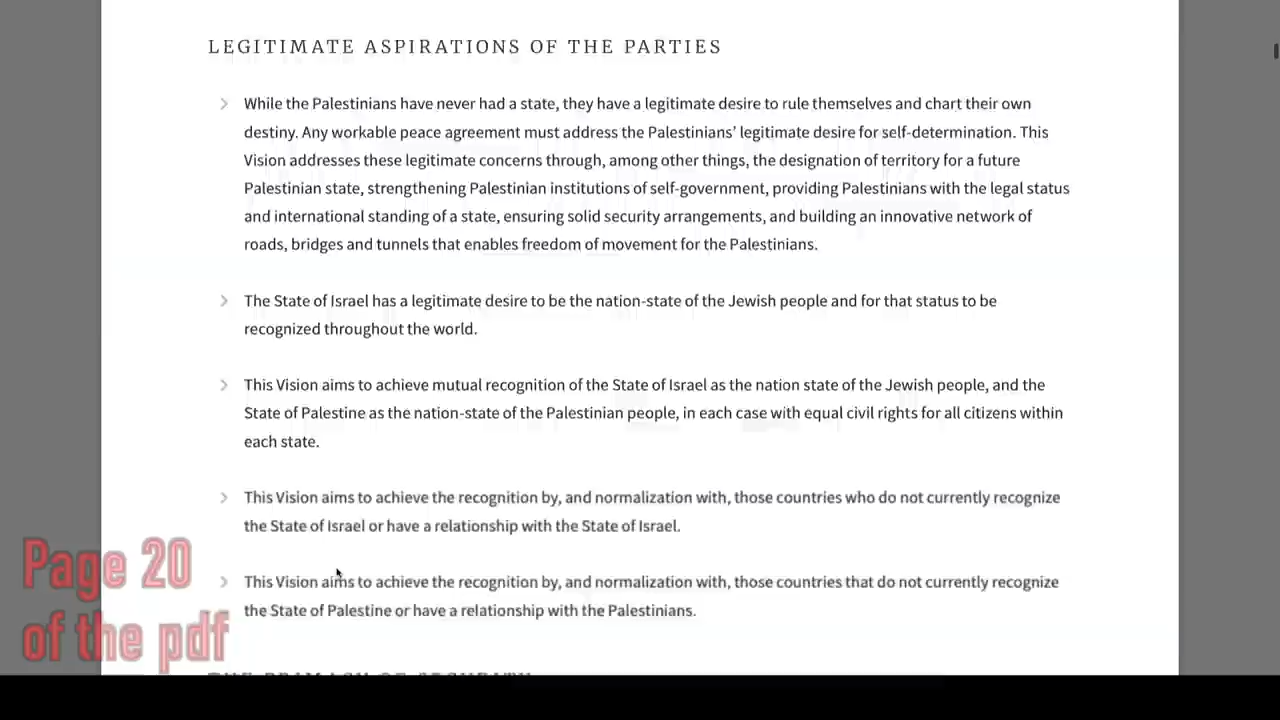 LEGITIMATE ASPIRATIONS OF THE PARTIES
While the Palestinians have never had a state, they have a legitimate desire to rule themselves and chart their own
destiny. Any workable peace agreement must address the Palestinians’ legitimate desire for self-determination. This
Vision addresses these legitimate concerns through, among other things, the designation of territory for a future
Palestinian state, strengthening Palestinian institutions of self-government, providing Palestinians with the legal status
and international standing of a state, ensuring solid security arrangements, and building an innovative network of
roads, bridges and tunnels that enables freedom of movement for the Palestinians.
The State of Israel has a legitimate desire to be the nation-state of the Jewish people and for that status to be
recognized throughout the world.
This Vision aims to achieve mutual recognition of the State of Israel as the nation state of the Jewish people, and the
State of Palestine as the nation-state of the Palestinian people, in each case with equal civil rights for all citizens within
each state.
This Vision aims to achieve the recognition by, and normalization with, those countries who do not currently recognize
the State of Israel or have a relationship with the State of Israel.
This Vision aims to achieve the recognition by, and normalization with, those countries that do not currently recognize
the State of Palestine or have a relationship with the Palestinians.
Page 20
of the pdf